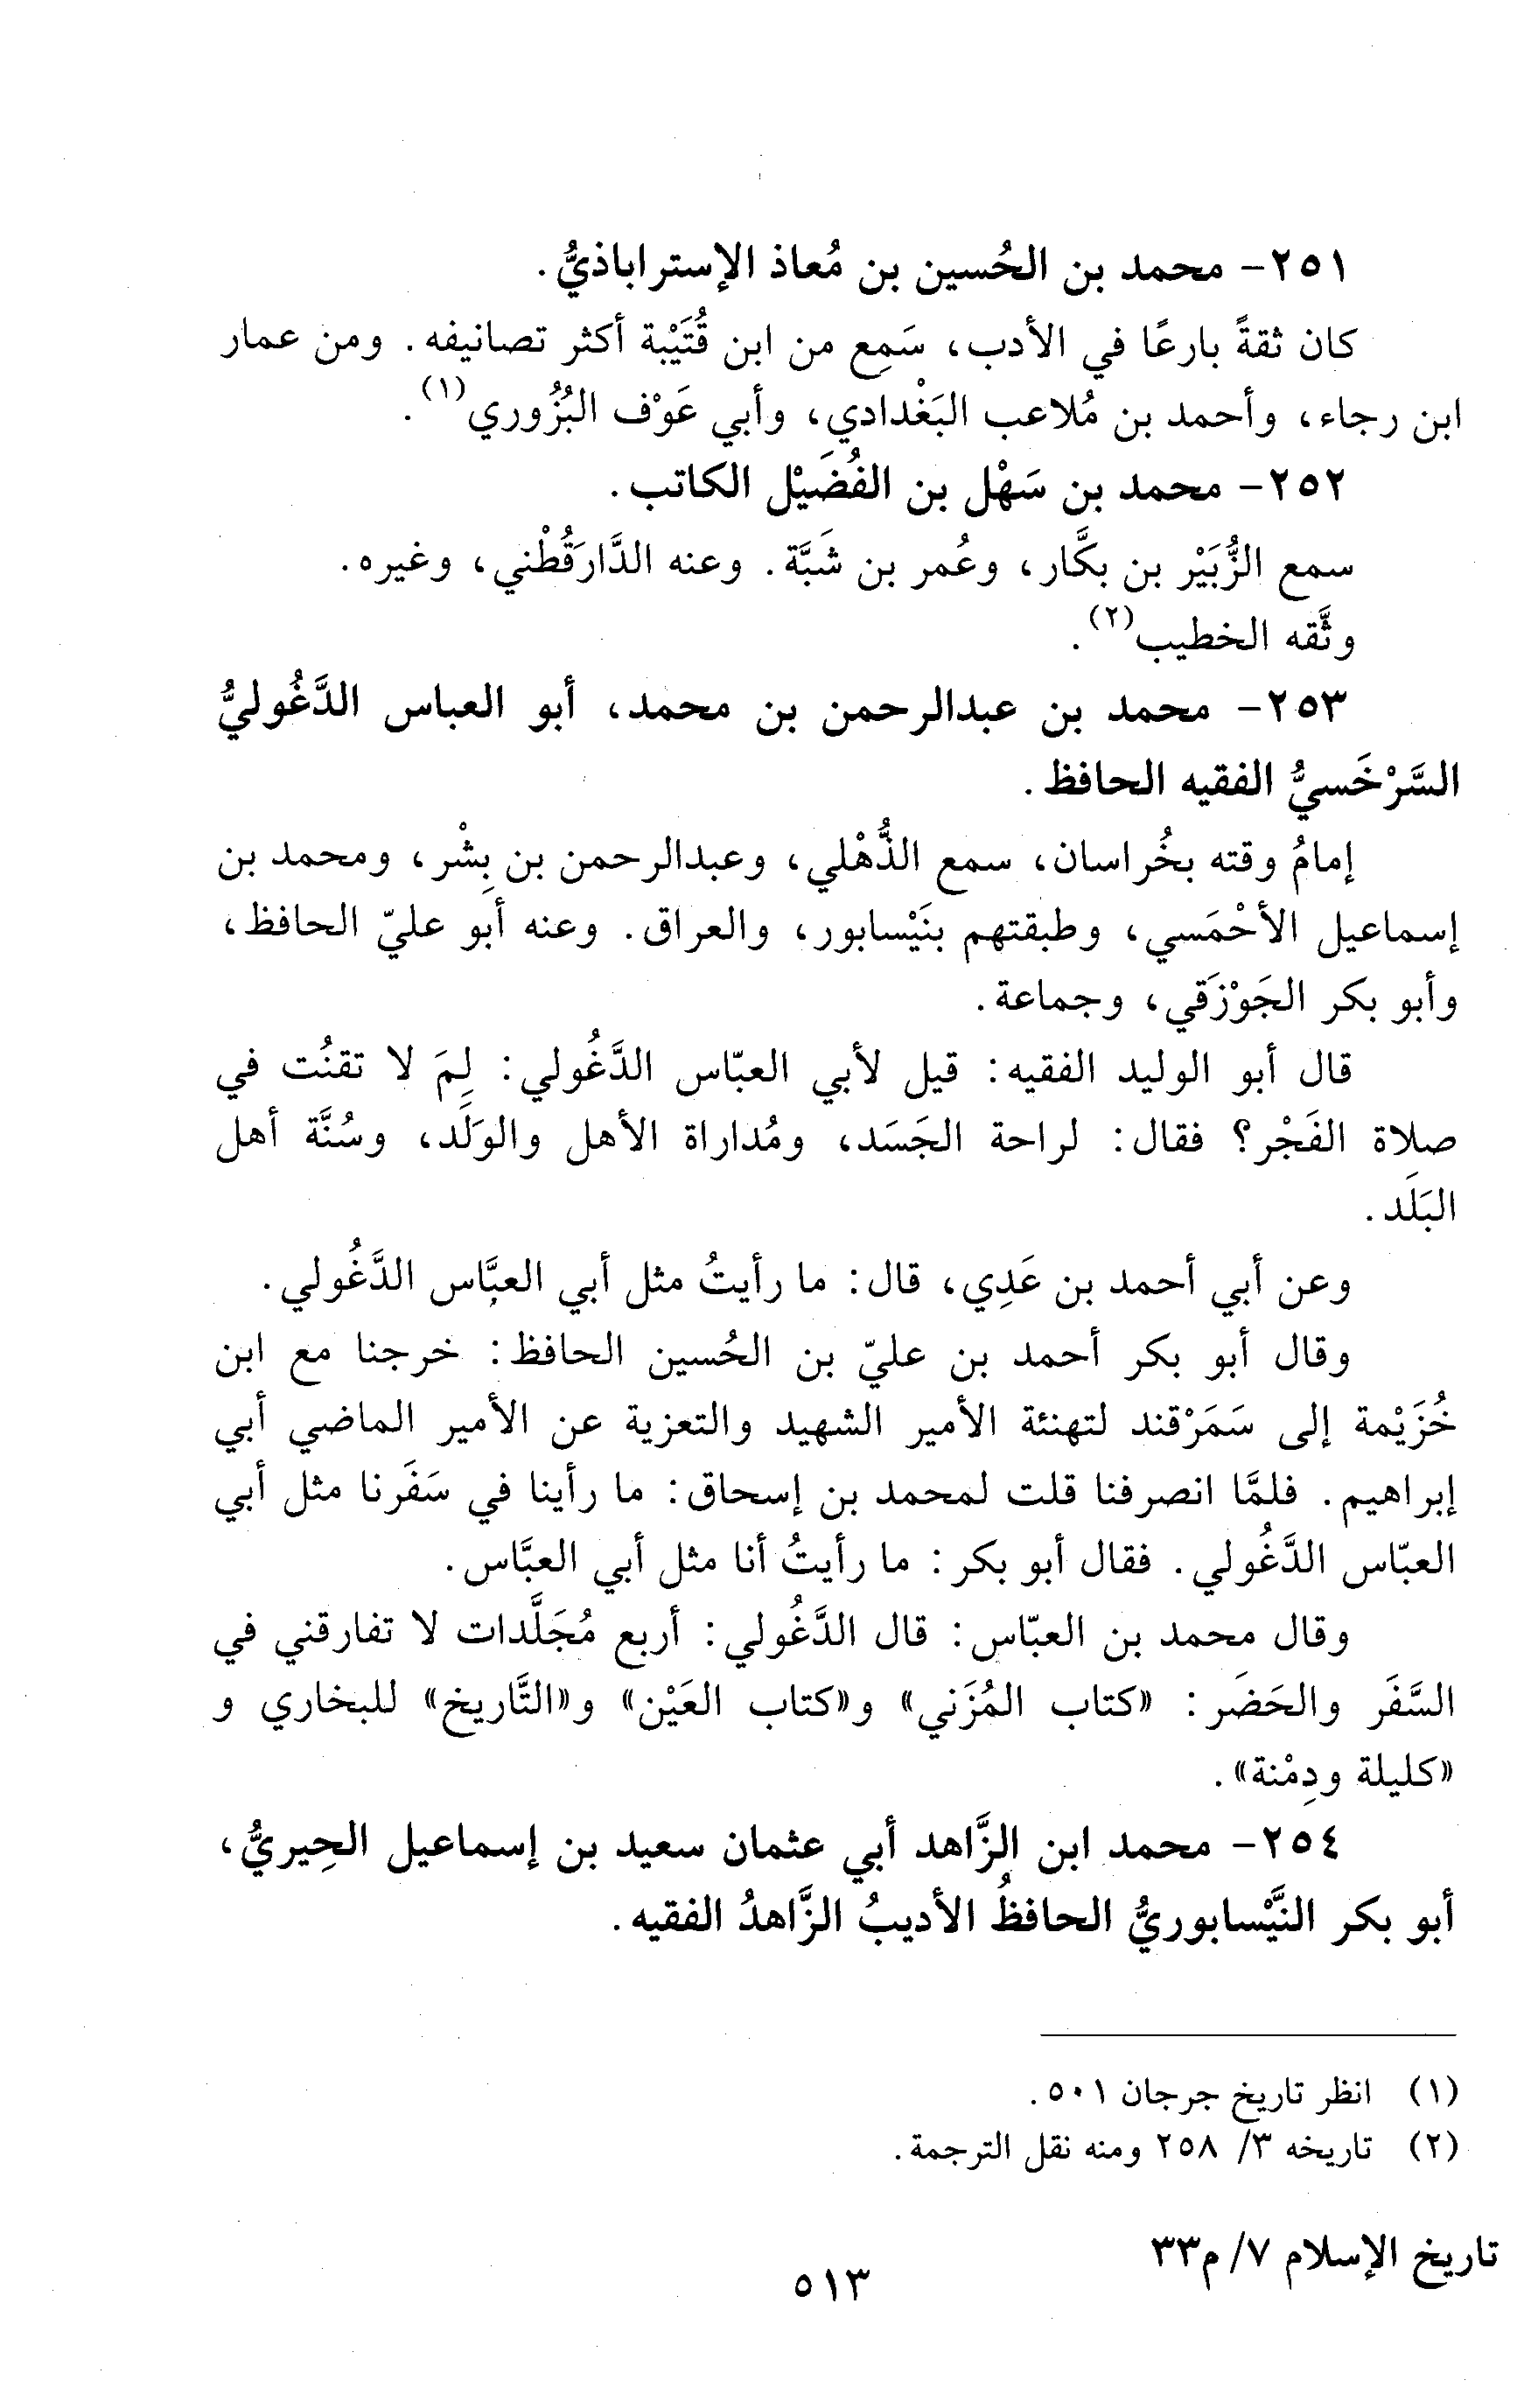 ٢٥١- محمد بن الحُسين بن مُعاذ الإستراباذيُّ.
كان ثقةً بارعًا في الأدب، سَمِع من ابن قُتَيْبة أكثر تصانيفه. ومن عمار
ابن رجاء، وأحمد بن مُلاعب البَغْدادي، وأبي عَوْف البُزُوري(١).
٢٥٢- محمد بن سَهْل بن الفُضَيْل الكاتب.
سمع الزُّبَيْر بن بكَّار، وعُمر بن شَبَّة. وعنه الدَّارَقُطْني، وغيره.
وثَّقه الخطيب(٢).
٢٥٣- محمد بن عبدالرحمن بن محمد، أبو العباس الدَّغُوليُّ
السَّرْخَسيُّ الفقيه الحافظ.
إمامُ وقته بخُراسان، سمع الذُّهْلي، وعبدالرحمن بن بِشْر، ومحمد بن
إسماعيل الأحْمَسي، وطبقتهم بنَيْسابور، والعراق. وعنه أبو عليّ الحافظ،
وأبو بكر الجَوْزَقي، وجماعة.
قال أبو الوليد الفقيه: قيل لأبي العبّاس الدَّغُولي: لِمَ لا تقنُت في
صلاة الفَجْر؟ فقال: لراحة الجَسَد، ومُداراة الأهل والوَلَد، وسُنَّة أهل
البَلَد.
وعن أبي أحمد بن عَدِي، قال: ما رأيتُ مثل أبي العبَّاس الدَّغُولي.
وقال أبو بكر أحمد بن عليّ بن الحُسين الحافظ: خرجنا مع ابن
خُزَيْمة إلى سَمَرْقند لتهنئة الأمير الشهيد والتعزية عن الأمير الماضي أبي
إبراهيم. فلمَّا انصرفنا قلت لمحمد بن إسحاق: ما رأينا في سَفَرنا مثل أبي
العبّاس الدَّغُولي. فقال أبو بكر: ما رأيتُ أنا مثل أبي العبَّاس.
وقال محمد بن العبّاس: قال الدَّغُولي: أربع مُجَلَّدات لا تفارقني في
السَّفَر والحَضَر: «كتاب المُزَني» و«كتاب العَيْن» و«التَّاريخ» للبخاري و
«كليلة ودِمْنة».
٢٥٤- محمد ابن الزَّاهد أبي عثمان سعيد بن إسماعيل الحِيريُّ،
أبو بكر النَّيْسابوريُّ الحافظُ الأديبُ الزَّاهدُ الفقيه.
(١) انظر تاريخ جرجان ٥٠١.
(٢) تاريخه ٣/ ٢٥٨ ومنه نقل الترجمة.
تاريخ الإسلام ٧/ م٣٣
٥١٣